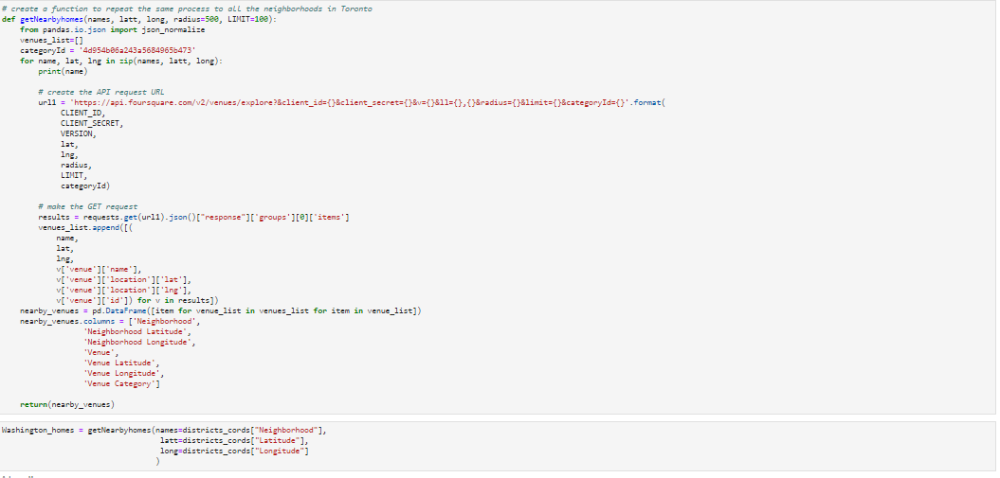 # create a function to repeat the same process to all the neighborhoods in Toronto
def getNearbyhomes(names, latt, long, radius=500, LIMIT=100):
from pandas.io.json import json_normalize
venues_list=[]
categoryId = '4d954b06a243a5684965b473'
for name, lat, lng in zip(names, latt, long):
print(name)
# create the API request URL
url1 = 'https://api.foursquare.com/v2/venues/explore?&client_id={}&client_secret={}&v={}&ll={},{}&radius={}&limit={}&categoryId={}'.format(
CLIENT_ID,
CLIENT_SECRET,
VERSION,
lat,
lng,
radius,
LIMIT,
categoryId)
# make the GET request
results = requests.get(url1).json()["response"]['groups'][0]['items']
venues_list.append([(
name,
lat,
lng,
v['venue']['name'],
v['venue']['location']['lat'],
v['venue']['location']['lng'],
v['venue']['id']) for v in results])
nearby_venues = pd.DataFrame([item for venue_list in venues_list for item in venue_list])
nearby_venues.columns = ['Neighborhood',
'Neighborhood Latitude',
'Neighborhood Longitude',
'Venue',
'Venue Latitude',
'Venue Longitude',
'Venue Category']
return(nearby_venues)
Washington_homes = getNearbyhomes(names=districts_cords["Neighborhood"],
latt=districts_cords["Latitude"],
long=districts_cords["Longitude"]
)